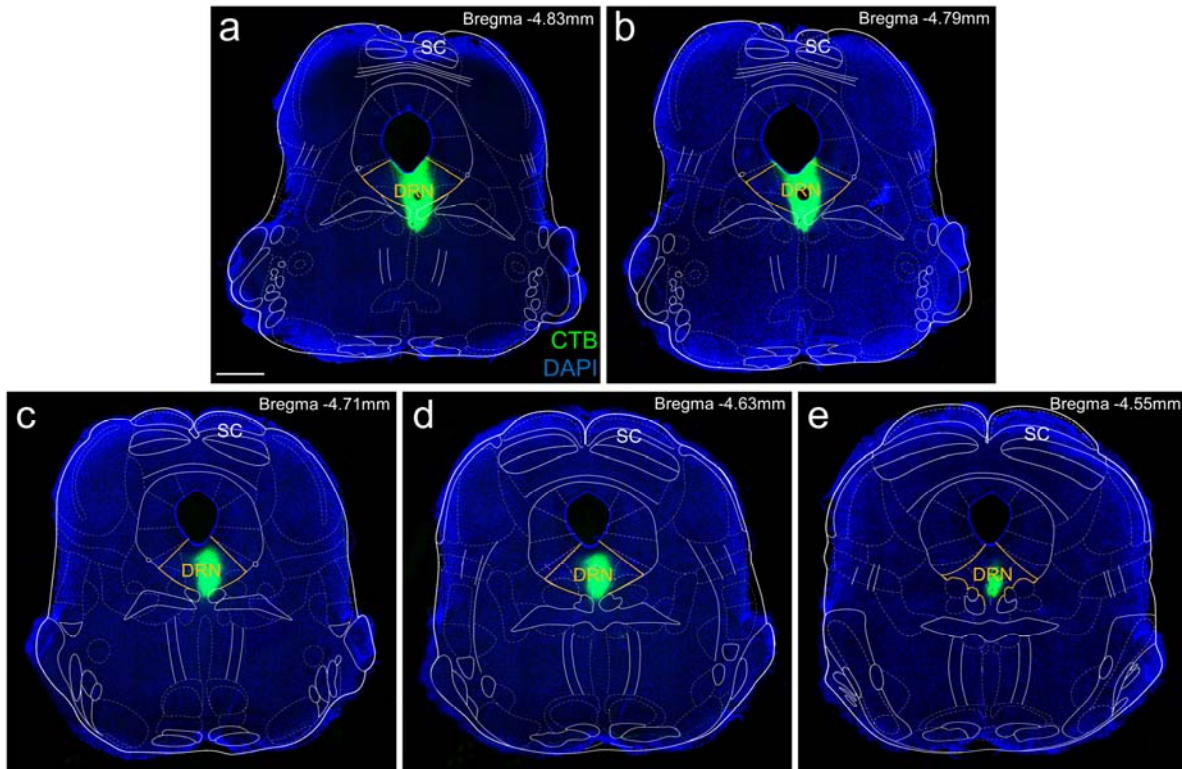 a
Bregma -4.83mm
SC
DRN
CTB
DAPI
b
Bregma -4.79mm
SC
DRN
c
Bregma -4.71mm
SC
DRN
d
Bregma -4.63mm
SC
DRN
e
Bregma -4.55mm
SC
DRN